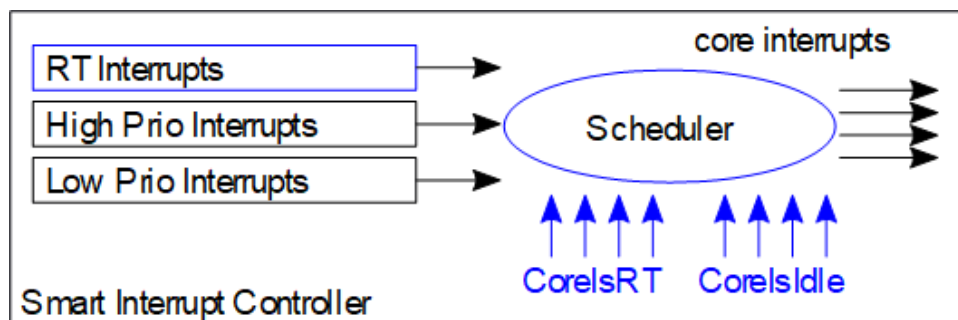 core interrupts
RT Interrupts
High Prio Interrupts
Low Prio Interrupts
Scheduler
CoreIsRT
CoreIsIdle
Smart Interrupt Controller